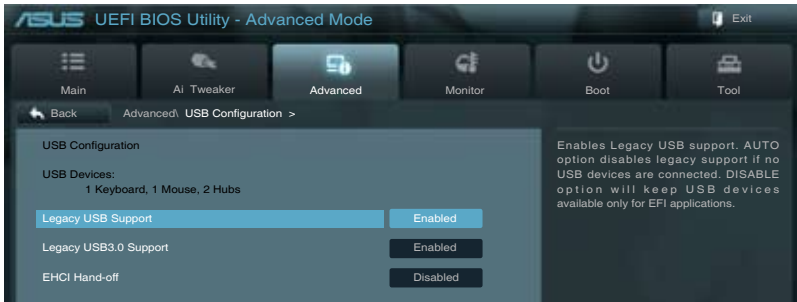 ASUS UEFI BIOS Utility - Advanced Mode
Exit
Main
Ai Tweaker
Advanced
Monitor
Boot
Tool
Back
Advanced\ USB Configuration >
USB Configuration
USB Devices:
1 Keyboard, 1 Mouse, 2 Hubs
Legacy USB Support Enabled
Legacy USB3.0 Support Enabled
EHCI Hand-off Disabled
Enables Legacy USB support. AUTO
option disables legacy support if no
USB devices are connected. DISABLE
option will keep USB devices
available only for EFI applications.